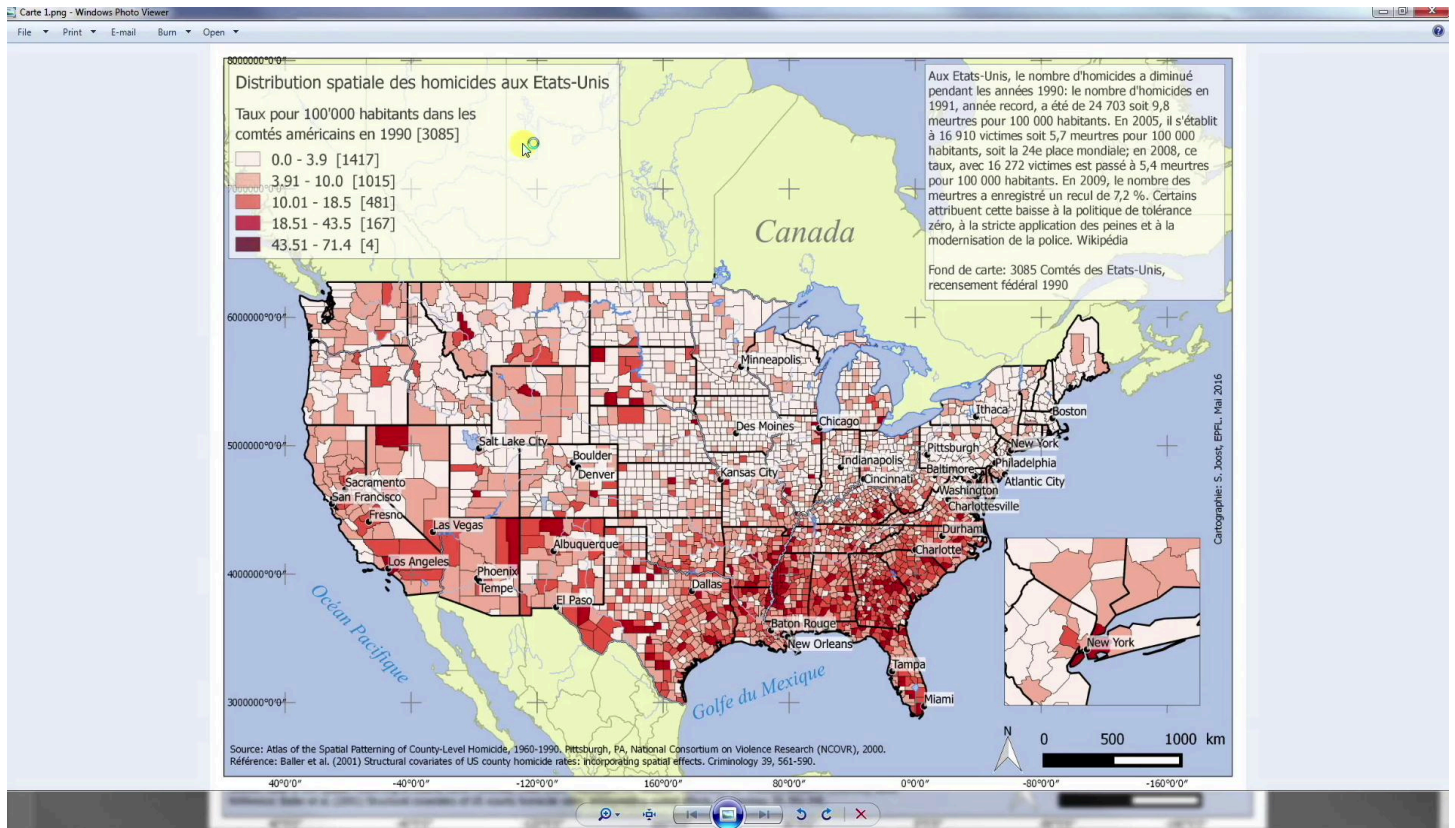 Carte 1.png - Windows Photo Viewer
File Print E-mail Burn Open
8000000°0'0"
Distribution spatiale des homicides aux Etats-Unis
Taux pour 100'000 habitants dans les
comtés américains en 1990 [3085]
0.0 - 3.9 [1417]
3.91 - 10.0 [1015]
10.01 - 18.5 [481]
18.51 - 43.5 [167]
43.51 - 71.4 [4]
Aux Etats-Unis, le nombre d'homicides a diminué
pendant les années 1990: le nombre d'homicides en
1991, année record, a été de 24 703 soit 9,8
meurtres pour 100 000 habitants. En 2005, il s'établit
à 16 910 victimes soit 5,7 meurtres pour 100 000
habitants, soit la 24e place mondiale; en 2008, ce
taux, avec 16 272 victimes est passé à 5,4 meurtres
pour 100 000 habitants. En 2009, le nombre des
meurtres a enregistré un recul de 7,2 %. Certains
attribuent cette baisse à la politique de tolérance
zéro, à la stricte application des peines et à la
modernisation de la police. Wikipédia
Fond de carte: 3085 Comtés des Etats-Unis,
recensement fédéral 1990
Canada
6000000°0'0"
Minneapolis
Ithaca
Boston
Des Moines
Chicago
5000000°0'0"
Salt Lake City
Boulder
Denver
Kansas City
Indianapolis
Cincinnati
Pittsburgh
New York
Philadelphia
Baltimore
Atlantic City
Washington
Charlottesville
Sacramento
San Francisco
Fresno
Las Vegas
Durham
Charlotte
Albuquerque
Los Angeles
Phoenix
Tempe
4000000°0'0"
Dallas
El Paso
Baton Rouge
New Orleans
Tampa
Miami
New York
Océan Pacifique
Golfe du Mexique
3000000°0'0"
Cartographie: S. Joost, EPFL, Mai 2016
N
0 500 1000 km
Source: Atlas of the Spatial Patterning of County-Level Homicide, 1960-1990. Pittsburgh, PA, National Consortium on Violence Research (NCOVR), 2000.
Référence: Baller et al. (2001) Structural covariates of US county homicide rates: incorporating spatial effects. Criminology 39, 561-590.
40°0'0" -40°0'0" -120°0'0" 160°0'0" 80°0'0" 0°0'0" -80°0'0" -160°0'0"